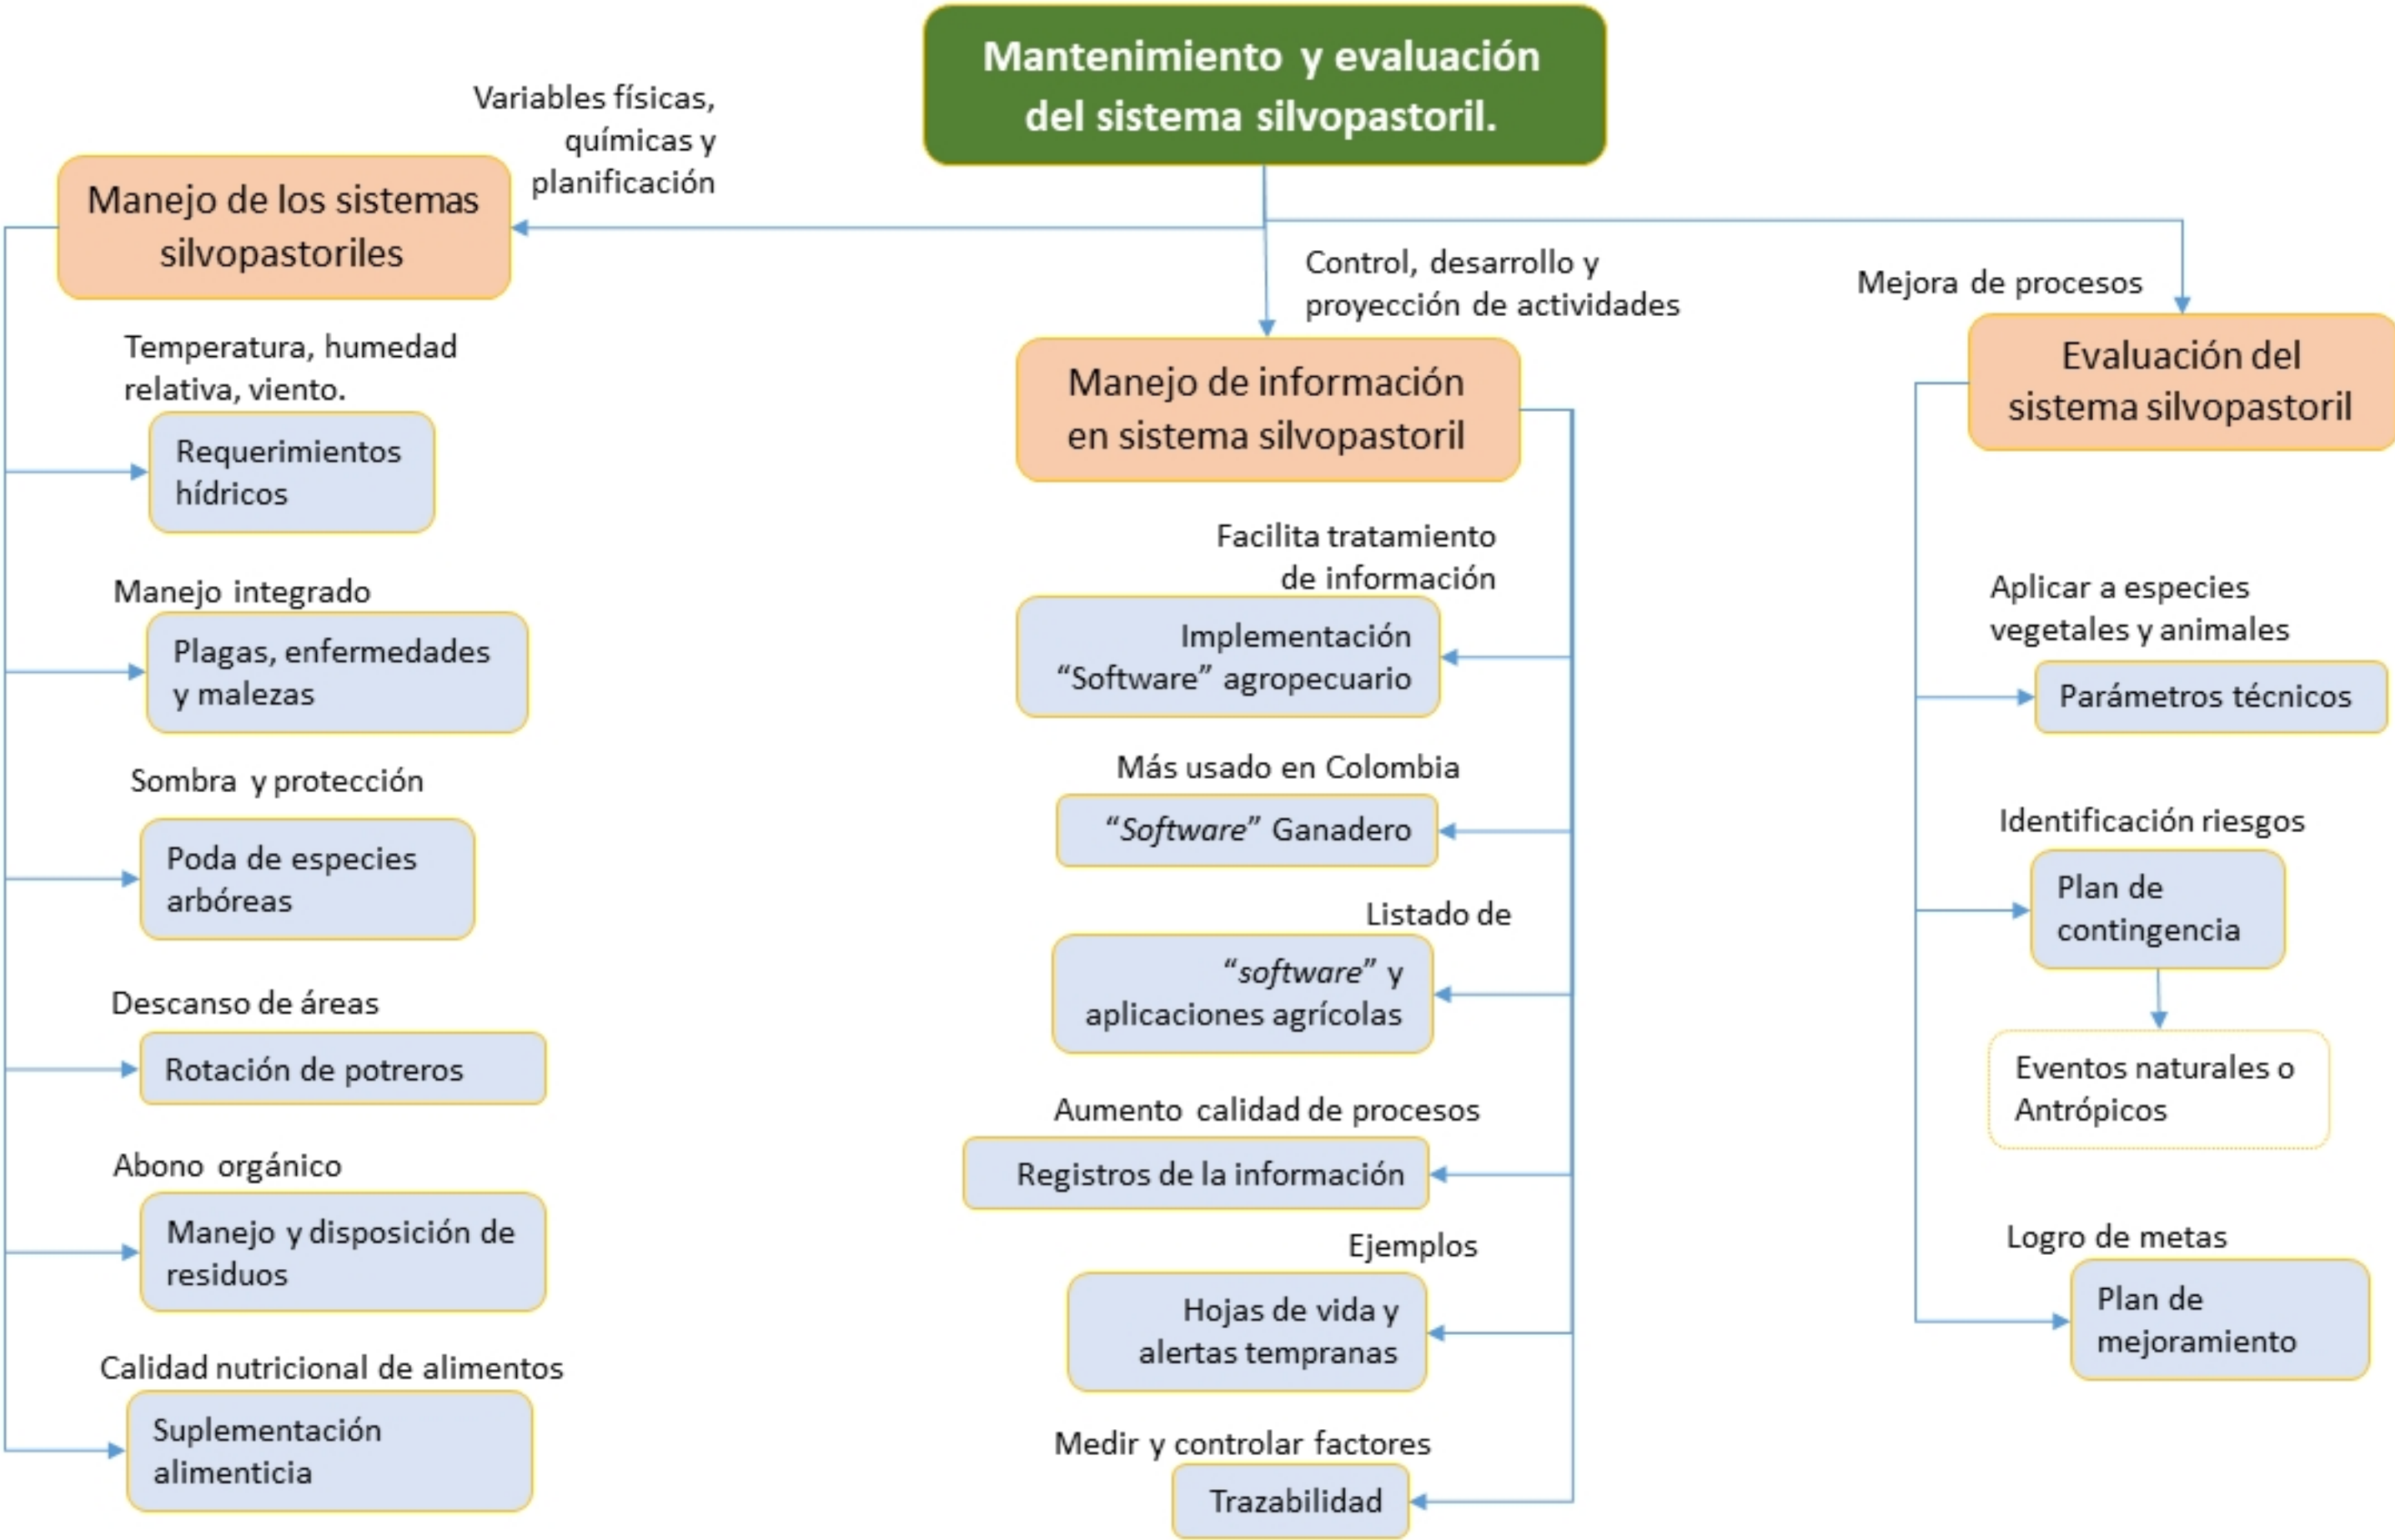 Mantenimiento y evaluación
del sistema silvopastoril.
Variables físicas,
químicas y
planificación
Manejo de los sistemas
silvopastoriles
Temperatura, humedad
relativa, viento.
Requerimientos
hídricos
Manejo integrado
Plagas, enfermedades
y malezas
Sombra y protección
Poda de especies
arbóreas
Descanso de áreas
Rotación de potreros
Abono orgánico
Manejo y disposición de
residuos
Calidad nutricional de alimentos
Suplementación
alimenticia
Control, desarrollo y
proyección de actividades
Manejo de información
en sistema silvopastoril
Facilita tratamiento
de información
Implementación
“Software” agropecuario
Más usado en Colombia
“Software” Ganadero
Listado de
“software” y
aplicaciones agrícolas
Aumento calidad de procesos
Registros de la información
Ejemplos
Hojas de vida y
alertas tempranas
Medir y controlar factores
Trazabilidad
Mejora de procesos
Evaluación del
sistema silvopastoril
Aplicar a especies
vegetales y animales
Parámetros técnicos
Identificación riesgos
Plan de
contingencia
Eventos naturales o
Antrópicos
Logro de metas
Plan de
mejoramiento